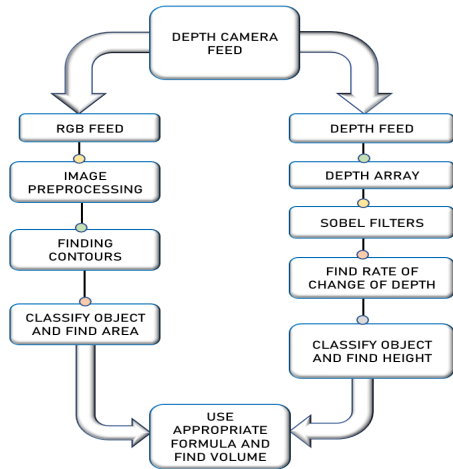 DEPTH CAMERA
FEED
RGB FEED
IMAGE
PREPROCESSING
FINDING
CONTOURS
CLASSIFY OBJECT
AND FIND AREA
DEPTH FEED
DEPTH ARRAY
SOBEL FILTERS
FIND RATE OF
CHANGE OF DEPTH
CLASSIFY OBJECT
AND FIND HEIGHT
USE
APPROPRIATE
FORMULA AND
FIND VOLUME